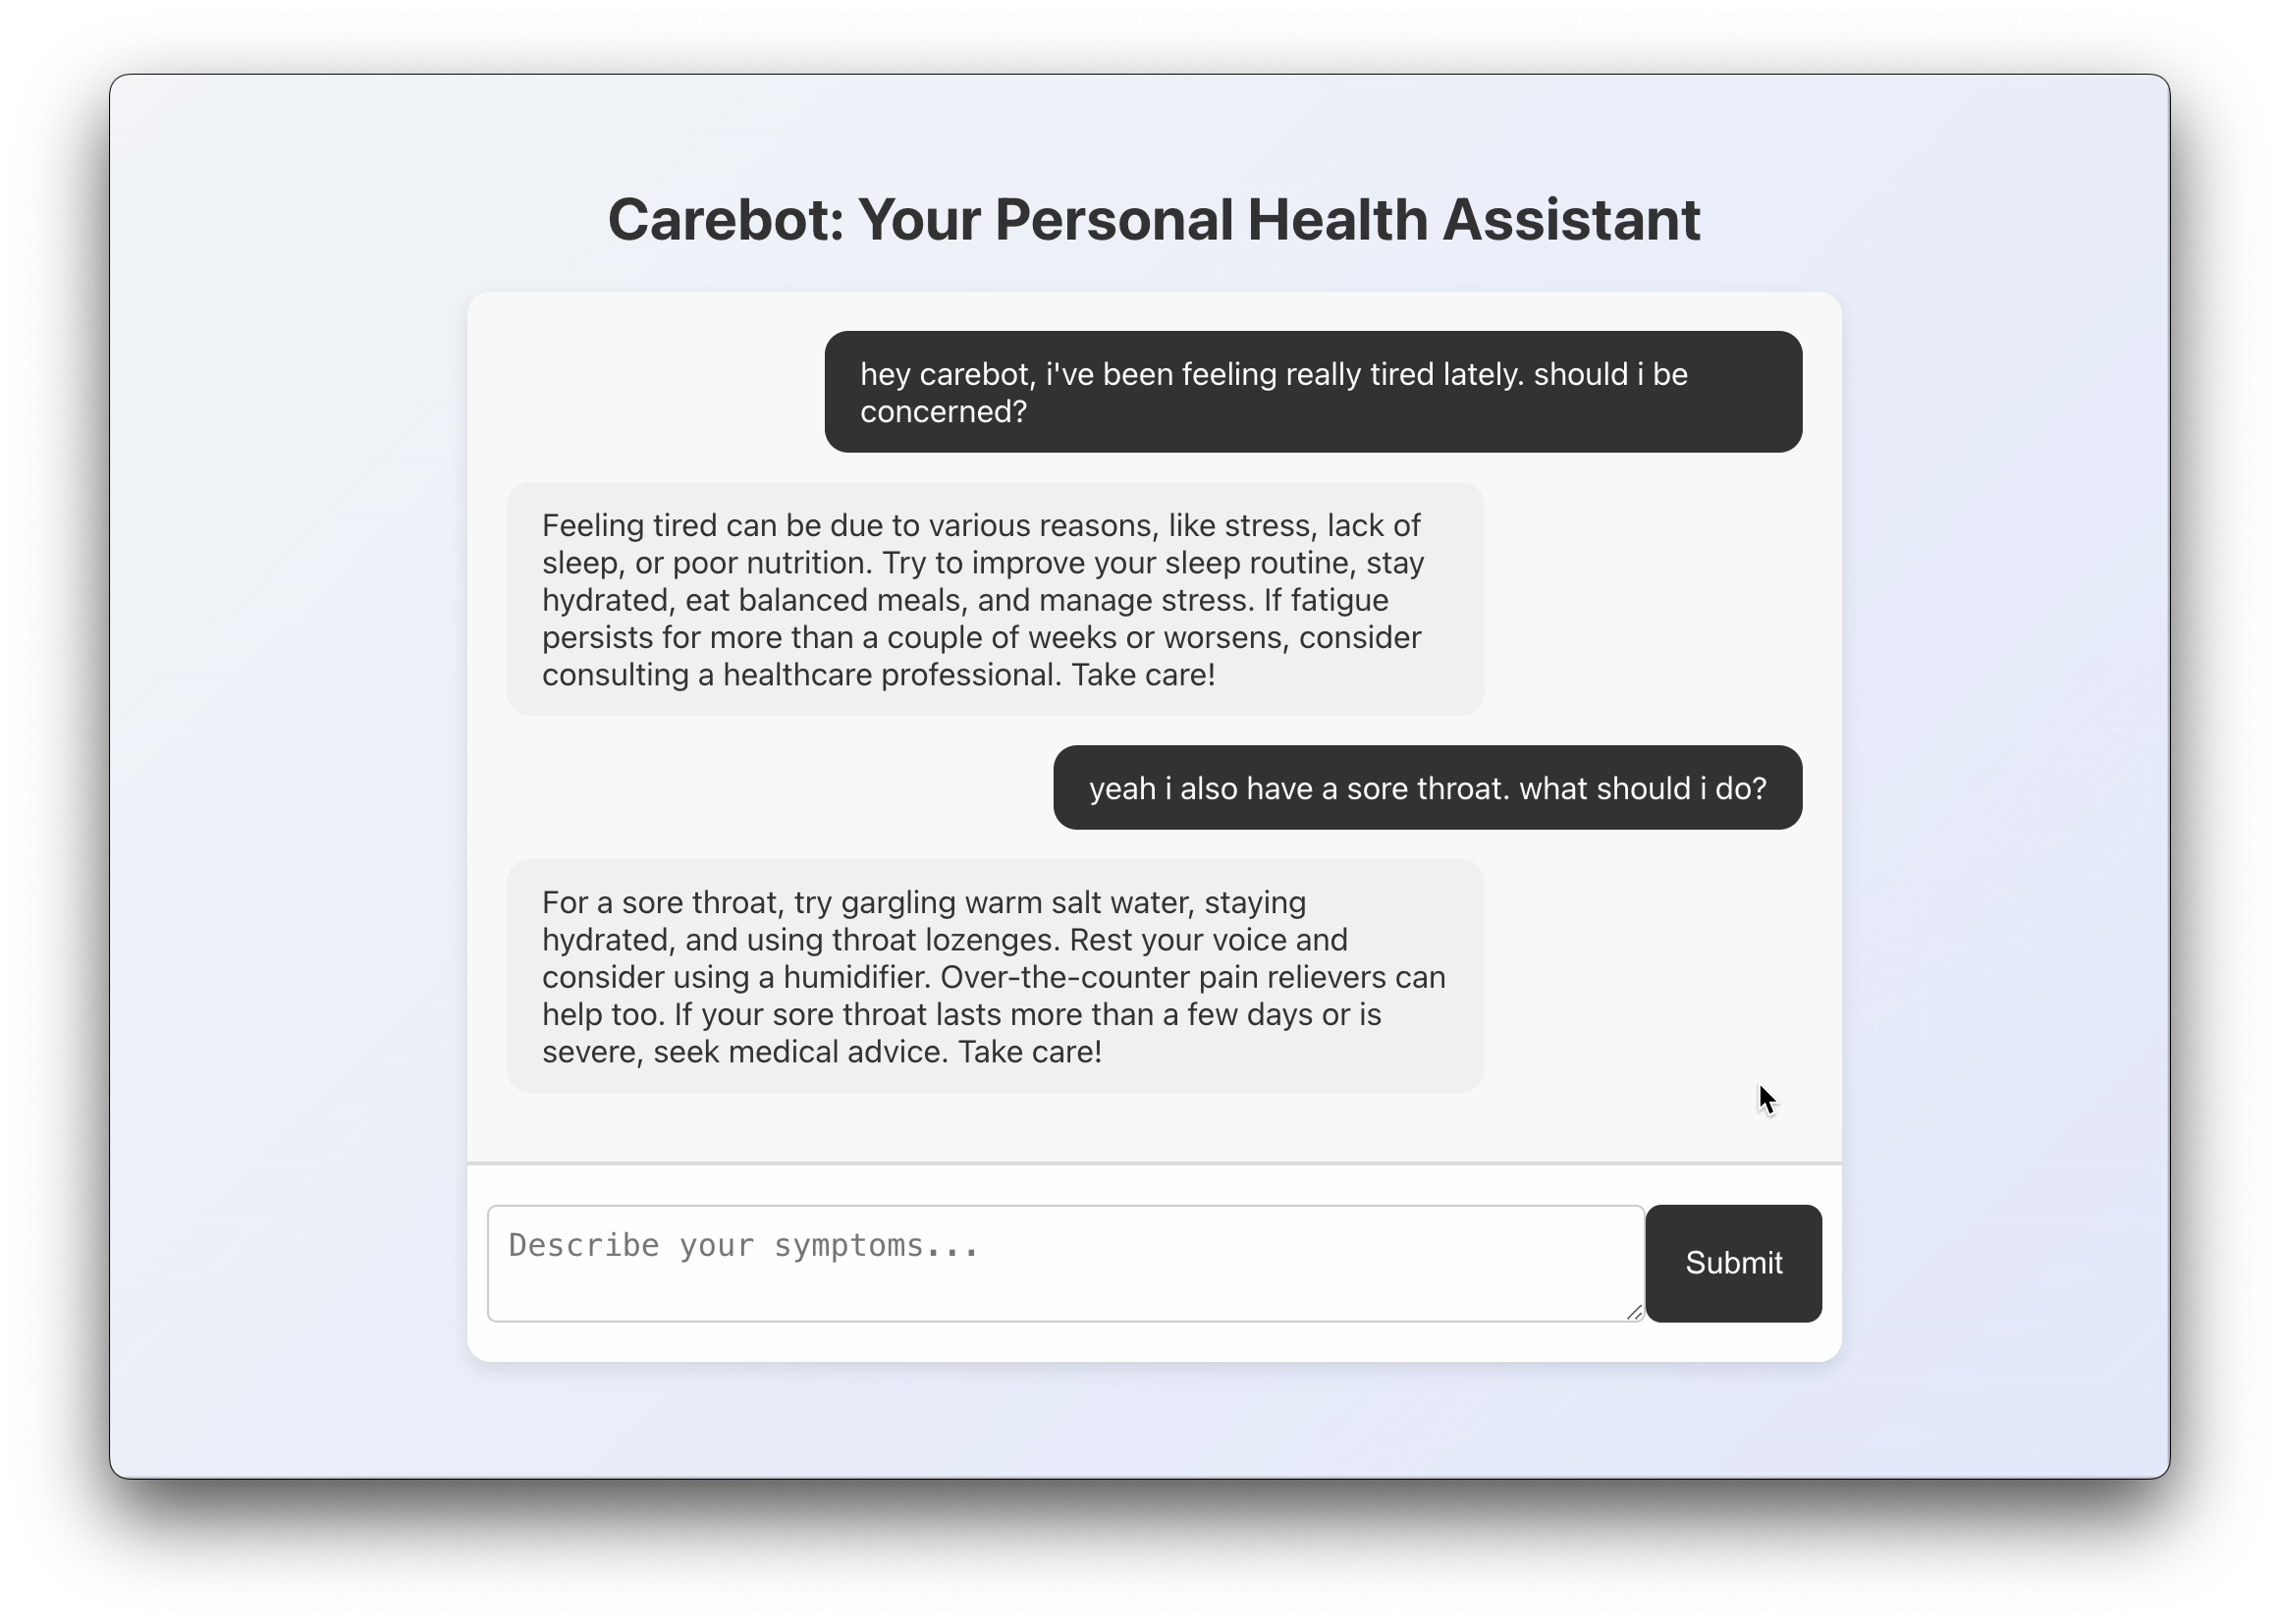 Carebot: Your Personal Health Assistant
hey carebot, i've been feeling really tired lately. should i be
concerned?
Feeling tired can be due to various reasons, like stress, lack of
sleep, or poor nutrition. Try to improve your sleep routine, stay
hydrated, eat balanced meals, and manage stress. If fatigue
persists for more than a couple of weeks or worsens, consider
consulting a healthcare professional. Take care!
yeah i also have a sore throat. what should i do?
For a sore throat, try gargling warm salt water, staying
hydrated, and using throat lozenges. Rest your voice and
consider using a humidifier. Over-the-counter pain relievers can
help too. If your sore throat lasts more than a few days or is
severe, seek medical advice. Take care!
Describe your symptoms...
Submit